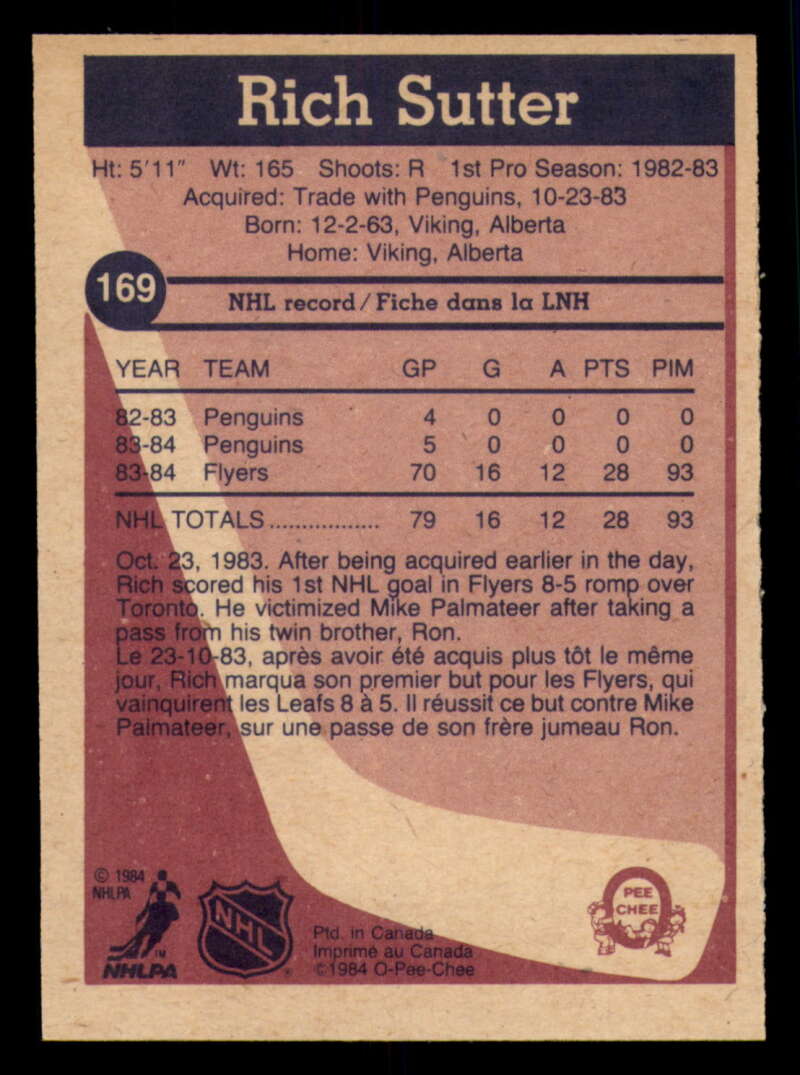 Rich Sutter
Ht: 5'11" Wt: 165 Shoots: R 1st Pro Season: 1982-83
Acquired: Trade with Penguins, 10-23-83
Born: 12-2-63, Viking, Alberta
Home: Viking, Alberta
169
NHL record/Fiche dans la LNH
YEAR TEAM GP G A PTS PIM
82-83 Penguins 4 0 0 0 0
83-84 Penguins 5 0 0 0 0
83-84 Flyers 70 16 12 28 93
NHL TOTALS................. 79 16 12 28 93
Oct. 23, 1983. After being acquired earlier in the day,
Rich scored his 1st NHL goal in Flyers 8-5 romp over
Toronto. He victimized Mike Palmateer after taking a
pass from his twin brother, Ron.
Le 23-10-83, après avoir été acquis plus tôt le même
jour, Rich marqua son premier but pour les Flyers, qui
vainquirent les Leafs 8 à 5. Il réussit ce but contre Mike
Palmateer, sur une passe de son frère jumeau Ron.
© 1984
NHLPA
TM
NHLPA
NHL
®
Ptd. in Canada
Imprimé au Canada
©1984 O-Pee-Chee
PEE
CHEE